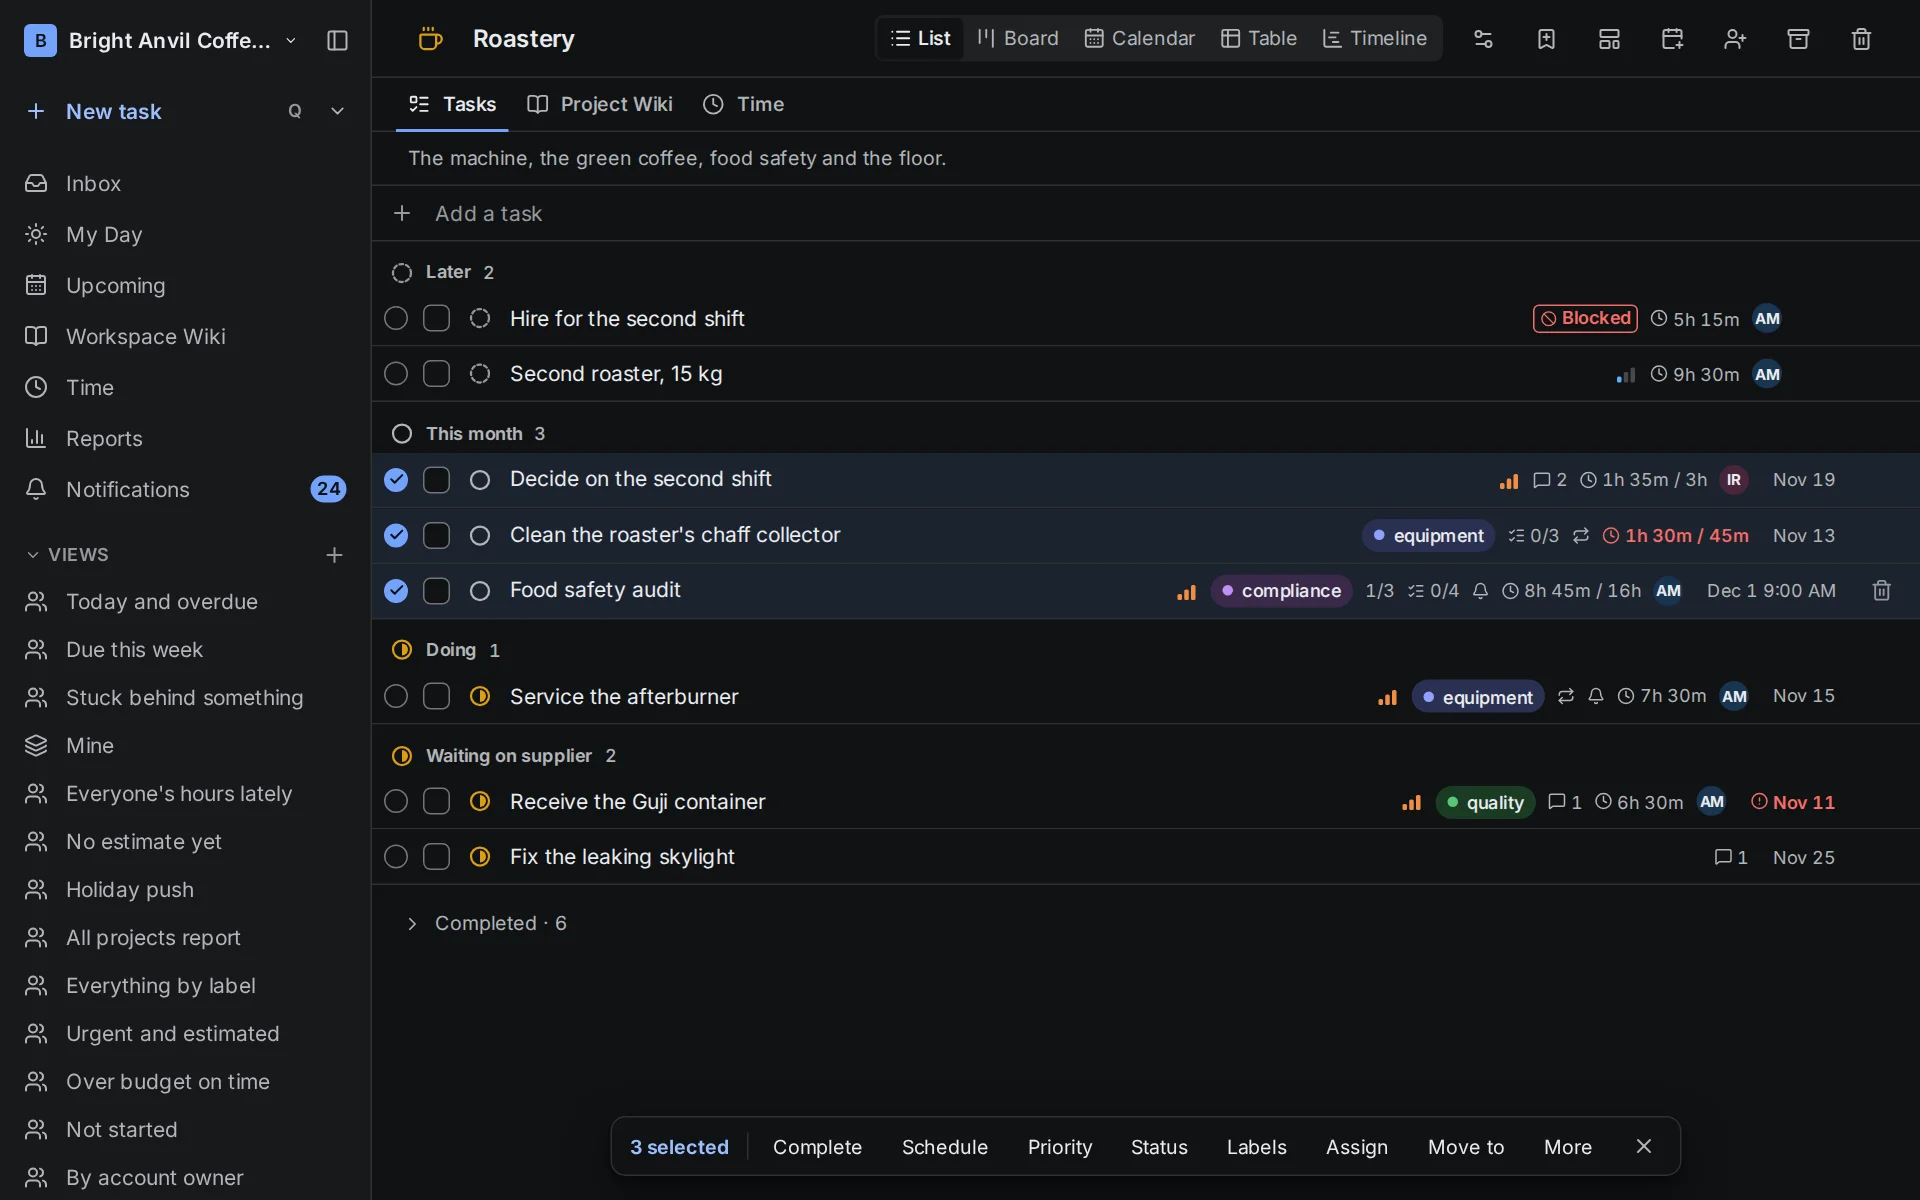 B Bright Anvil Coffe...
New task Q
Inbox
My Day
Upcoming
Workspace Wiki
Time
Reports
Notifications 24
VIEWS
Today and overdue
Due this week
Stuck behind something
Mine
Everyone's hours lately
No estimate yet
Holiday push
All projects report
Everything by label
Urgent and estimated
Over budget on time
Not started
By account owner
Roastery
List Board Calendar Table Timeline
Tasks Project Wiki Time
The machine, the green coffee, food safety and the floor.
Add a task
Later 2
Hire for the second shift Blocked 5h 15m AM
Second roaster, 15 kg 9h 30m AM
This month 3
Decide on the second shift 2 1h 35m / 3h IR Nov 19
Clean the roaster's chaff collector equipment 0/3 1h 30m / 45m Nov 13
Food safety audit compliance 1/3 0/4 8h 45m / 16h AM Dec 1 9:00 AM
Doing 1
Service the afterburner equipment 7h 30m AM Nov 15
Waiting on supplier 2
Receive the Guji container quality 1 6h 30m AM Nov 11
Fix the leaking skylight 1 Nov 25
Completed · 6
3 selected Complete Schedule Priority Status Labels Assign Move to More